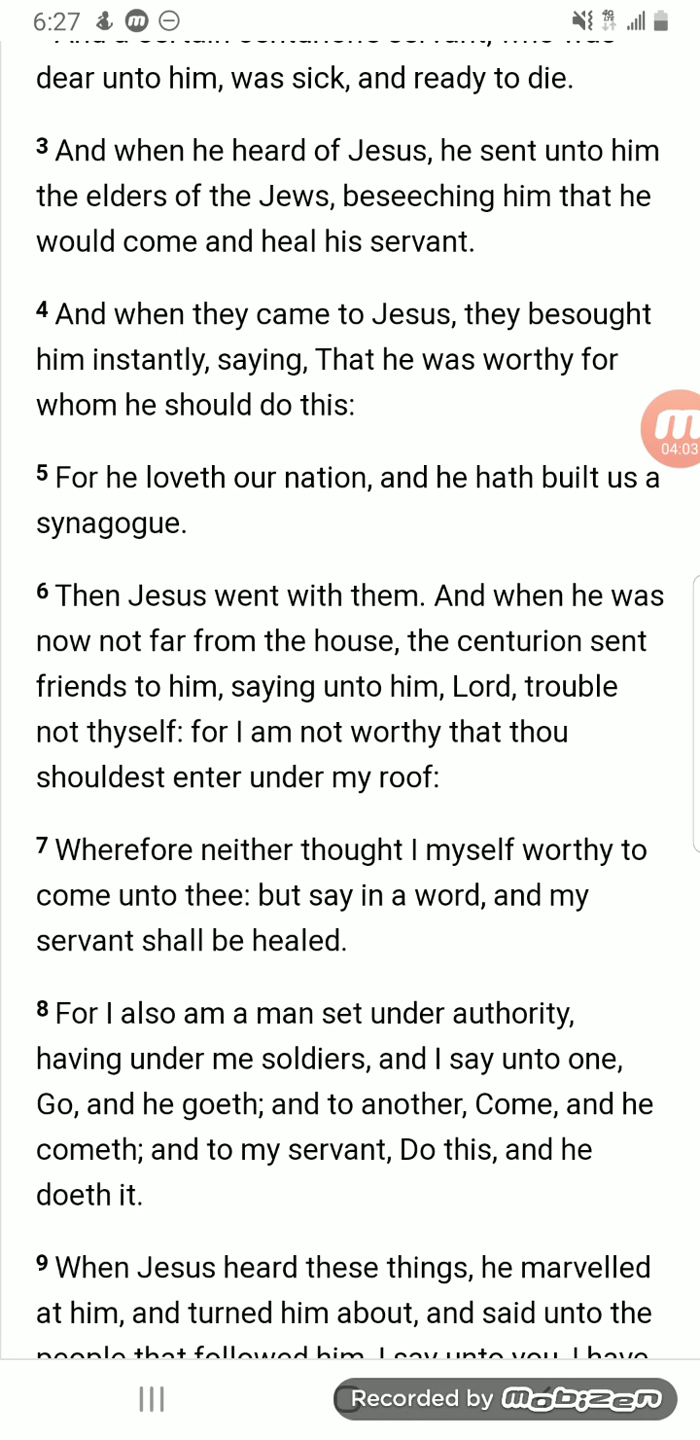 6:27
dear unto him, was sick, and ready to die.
3 And when he heard of Jesus, he sent unto him
the elders of the Jews, beseeching him that he
would come and heal his servant.
4 And when they came to Jesus, they besought
him instantly, saying, That he was worthy for
whom he should do this:
04:03
5 For he loveth our nation, and he hath built us a
synagogue.
6 Then Jesus went with them. And when he was
now not far from the house, the centurion sent
friends to him, saying unto him, Lord, trouble
not thyself: for I am not worthy that thou
shouldest enter under my roof:
7 Wherefore neither thought I myself worthy to
come unto thee: but say in a word, and my
servant shall be healed.
8 For I also am a man set under authority,
having under me soldiers, and I say unto one,
Go, and he goeth; and to another, Come, and he
cometh; and to my servant, Do this, and he
doeth it.
9 When Jesus heard these things, he marvelled
at him, and turned him about, and said unto the
people that followed him, I say unto you, I have
Recorded by Mobizen